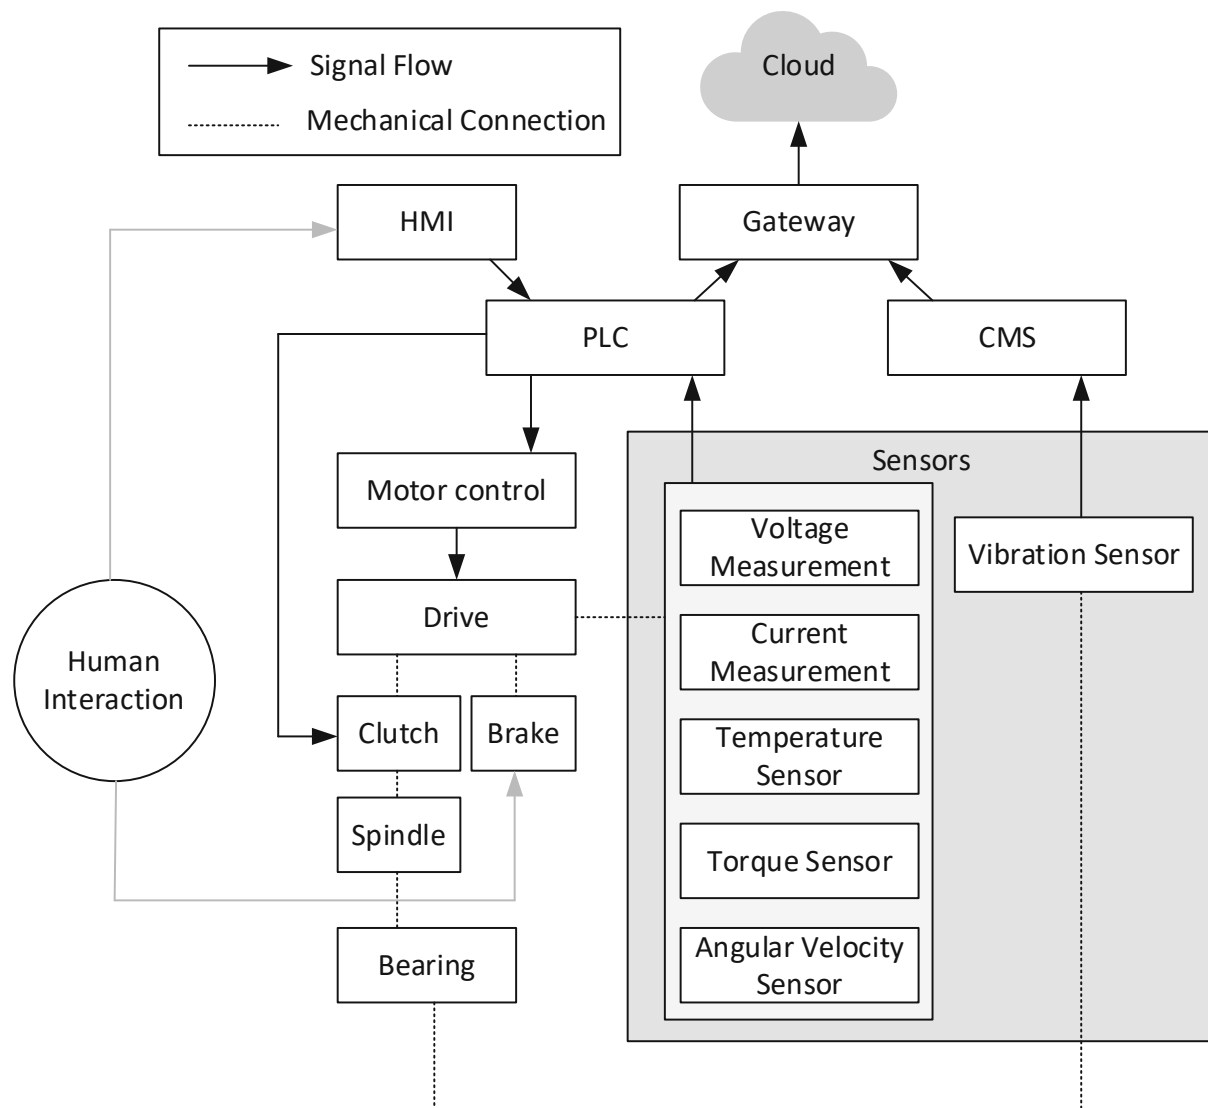 Signal Flow
Mechanical Connection
Cloud
HMI
Gateway
PLC
CMS
Motor control
Sensors
Voltage
Measurement
Vibration Sensor
Drive
Current
Measurement
Human
Interaction
Clutch
Brake
Temperature
Sensor
Spindle
Torque Sensor
Bearing
Angular Velocity
Sensor